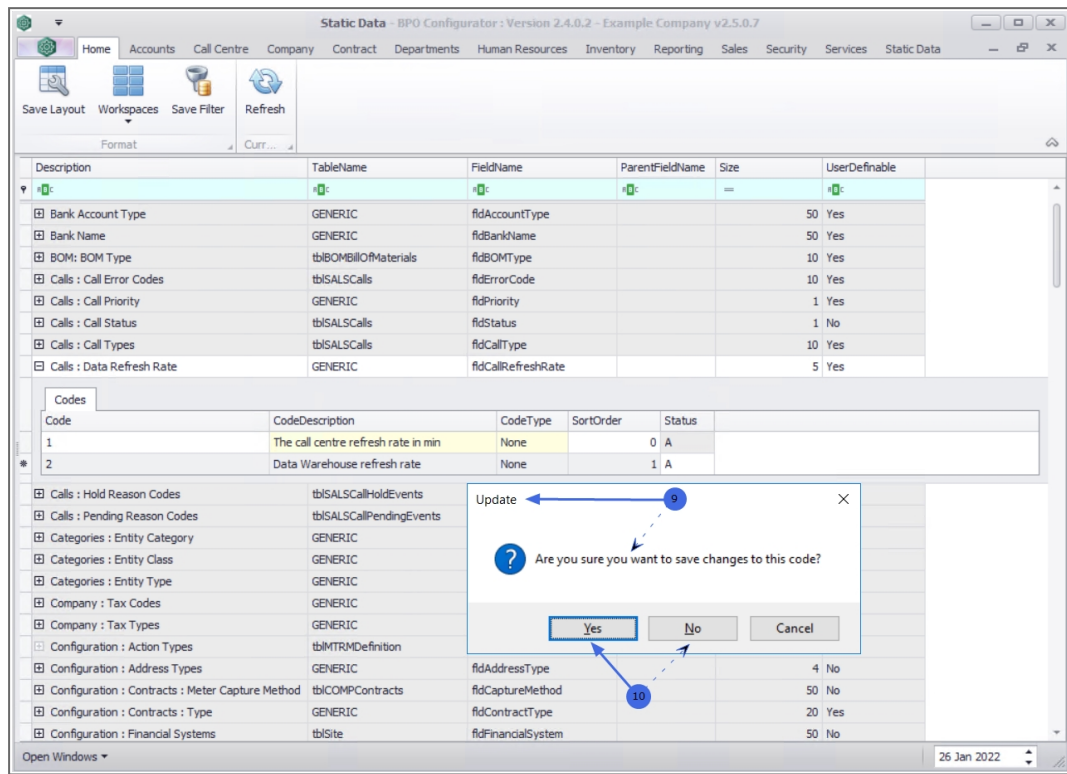 Static Data - BPO Configurator : Version 2.4.0.2 - Example Company v2.5.0.7
Home Accounts Call Centre Company Contract Departments Human Resources Inventory Reporting Sales Security Services Static Data
Save Layout Workspaces Save Filter Refresh
Format Curr...
Description TableName FieldName ParentFieldName Size UserDefinable
Bank Account Type GENERIC fldAccountType 50 Yes
Bank Name GENERIC fldBankName 50 Yes
BOM: BOM Type tblBOMBillOfMaterials fldBOMType 10 Yes
Calls : Call Error Codes tblSALSCalls fldErrorCode 10 Yes
Calls : Call Priority GENERIC fldPriority 1 Yes
Calls : Call Status tblSALSCalls fldStatus 1 No
Calls : Call Types tblSALSCalls fldCallType 10 Yes
Calls : Data Refresh Rate GENERIC fldCallRefreshRate 5 Yes
Codes
Code CodeDescription CodeType SortOrder Status
1 The call centre refresh rate in min None 0 A
2 Data Warehouse refresh rate None 1 A
Calls : Hold Reason Codes tblSALSCallHoldEvents
Update 9
Calls : Pending Reason Codes tblSALSCallPendingEvents
Categories : Entity Category GENERIC
Categories : Entity Class GENERIC
Are you sure you want to save changes to this code?
Categories : Entity Type GENERIC
Company : Tax Codes GENERIC
Company : Tax Types GENERIC
Yes No Cancel
Configuration : Action Types tblMTRMDefinition
Configuration : Address Types GENERIC fldAddressType 4 No
Configuration : Contracts : Meter Capture Method tblCOMPContracts fldCaptureMethod 50 No
10
Configuration : Contracts : Type GENERIC fldContractType 20 Yes
Configuration : Financial Systems tblSite fldFinancialSystem 50 No
Open Windows 26 Jan 2022